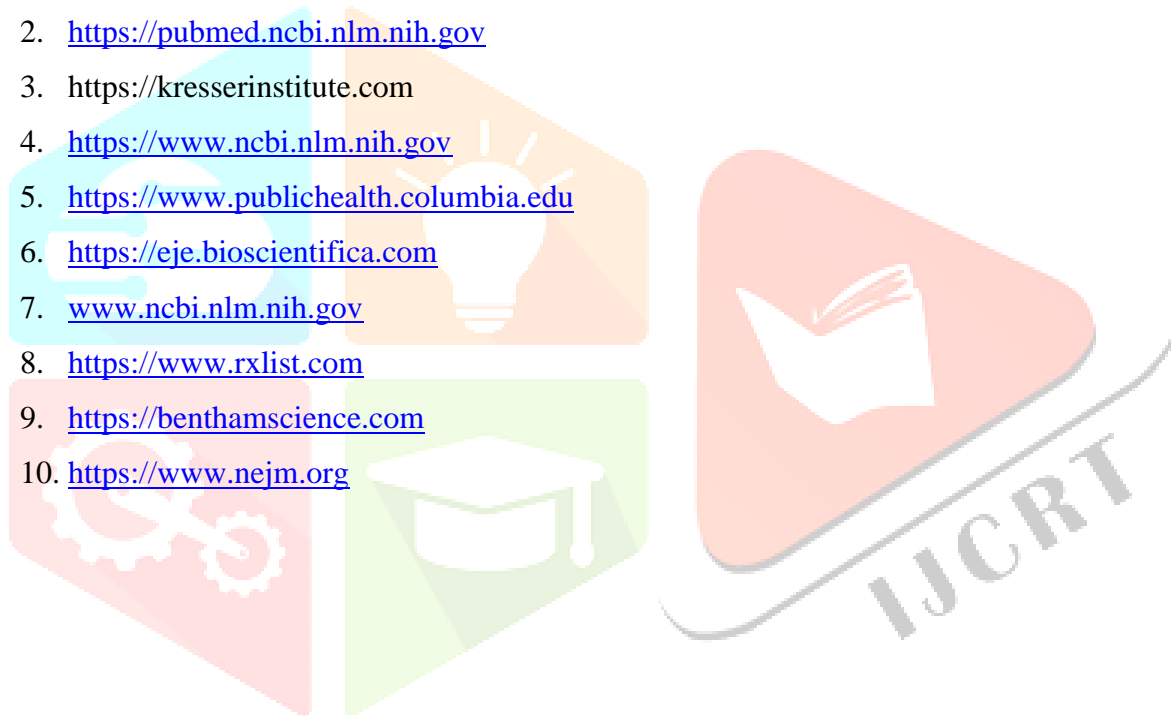 2. https://pubmed.ncbi.nlm.nih.gov
3. https://kresserinstitute.com
4. https://www.ncbi.nlm.nih.gov
5. https://www.publichealth.columbia.edu
6. https://eje.bioscientifica.com
7. www.ncbi.nlm.nih.gov
8. https://www.rxlist.com
9. https://benthamscience.com
10. https://www.nejm.org
IJCRT